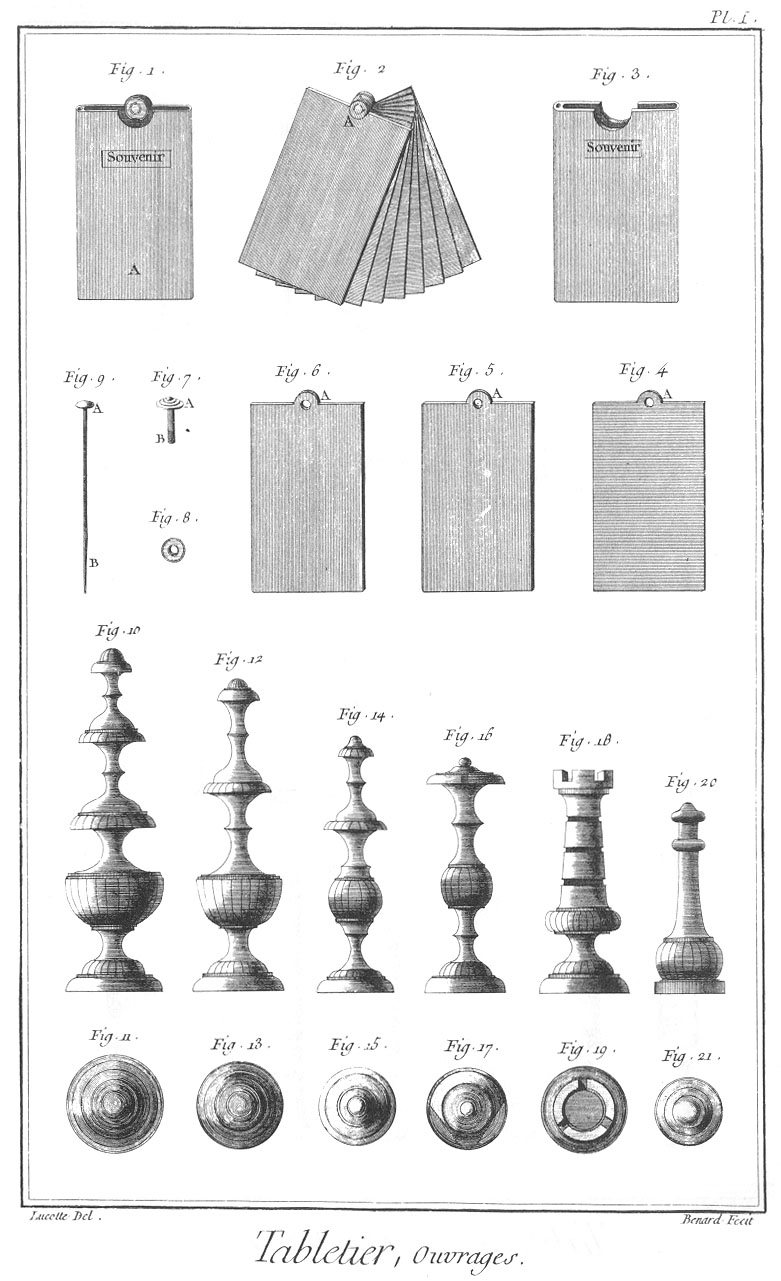 Pl. I.
Fig. 1.
Fig. 2
Fig. 3.
A
Souvenir
Souvenir
A
Fig. 9.
Fig. 7.
Fig. 6
Fig. 5.
Fig. 4
A
A
A
A
A
B
Fig. 8.
B
Fig. 10
Fig. 12
Fig. 14.
Fig. 16
Fig. 18.
Fig. 20
Fig. 11.
Fig. 13.
Fig. 15.
Fig. 17.
Fig. 19.
Fig. 21.
Lucotte Del.
Benard Fecit
Tabletier, Ouvrages.